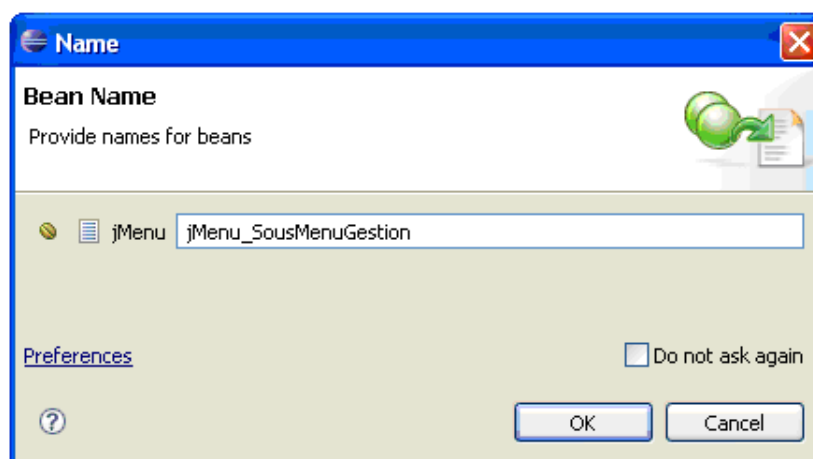 Name
Bean Name
Provide names for beans
jMenu jMenu_SousMenuGestion
Preferences Do not ask again
OK Cancel